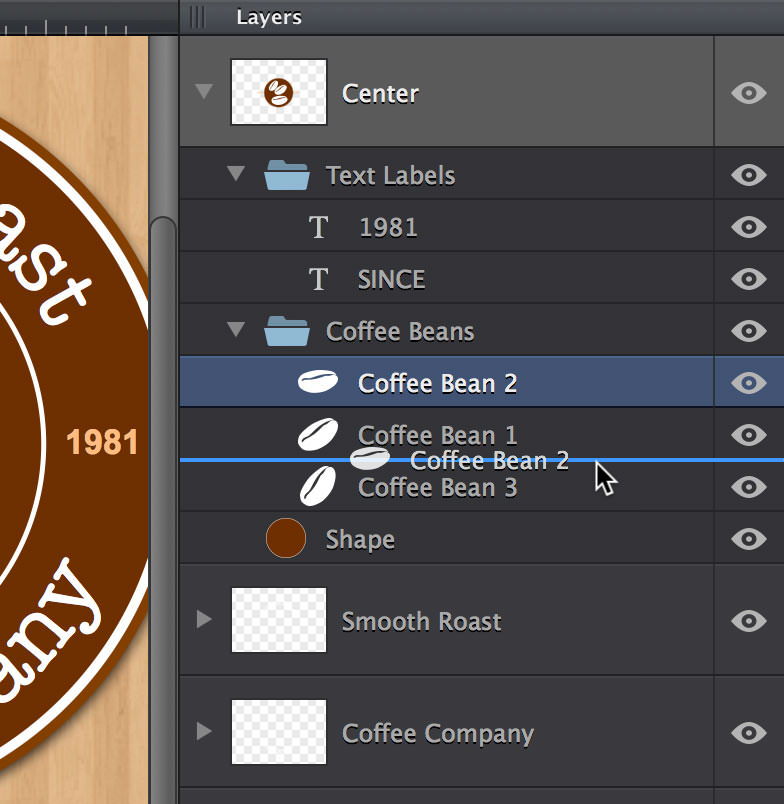 Layers
Center
Text Labels
T 1981
T SINCE
Coffee Beans
Coffee Bean 2
Coffee Bean 1
Coffee Bean 2
Coffee Bean 3
Shape
Smooth Roast
Coffee Company
ast
1981
any